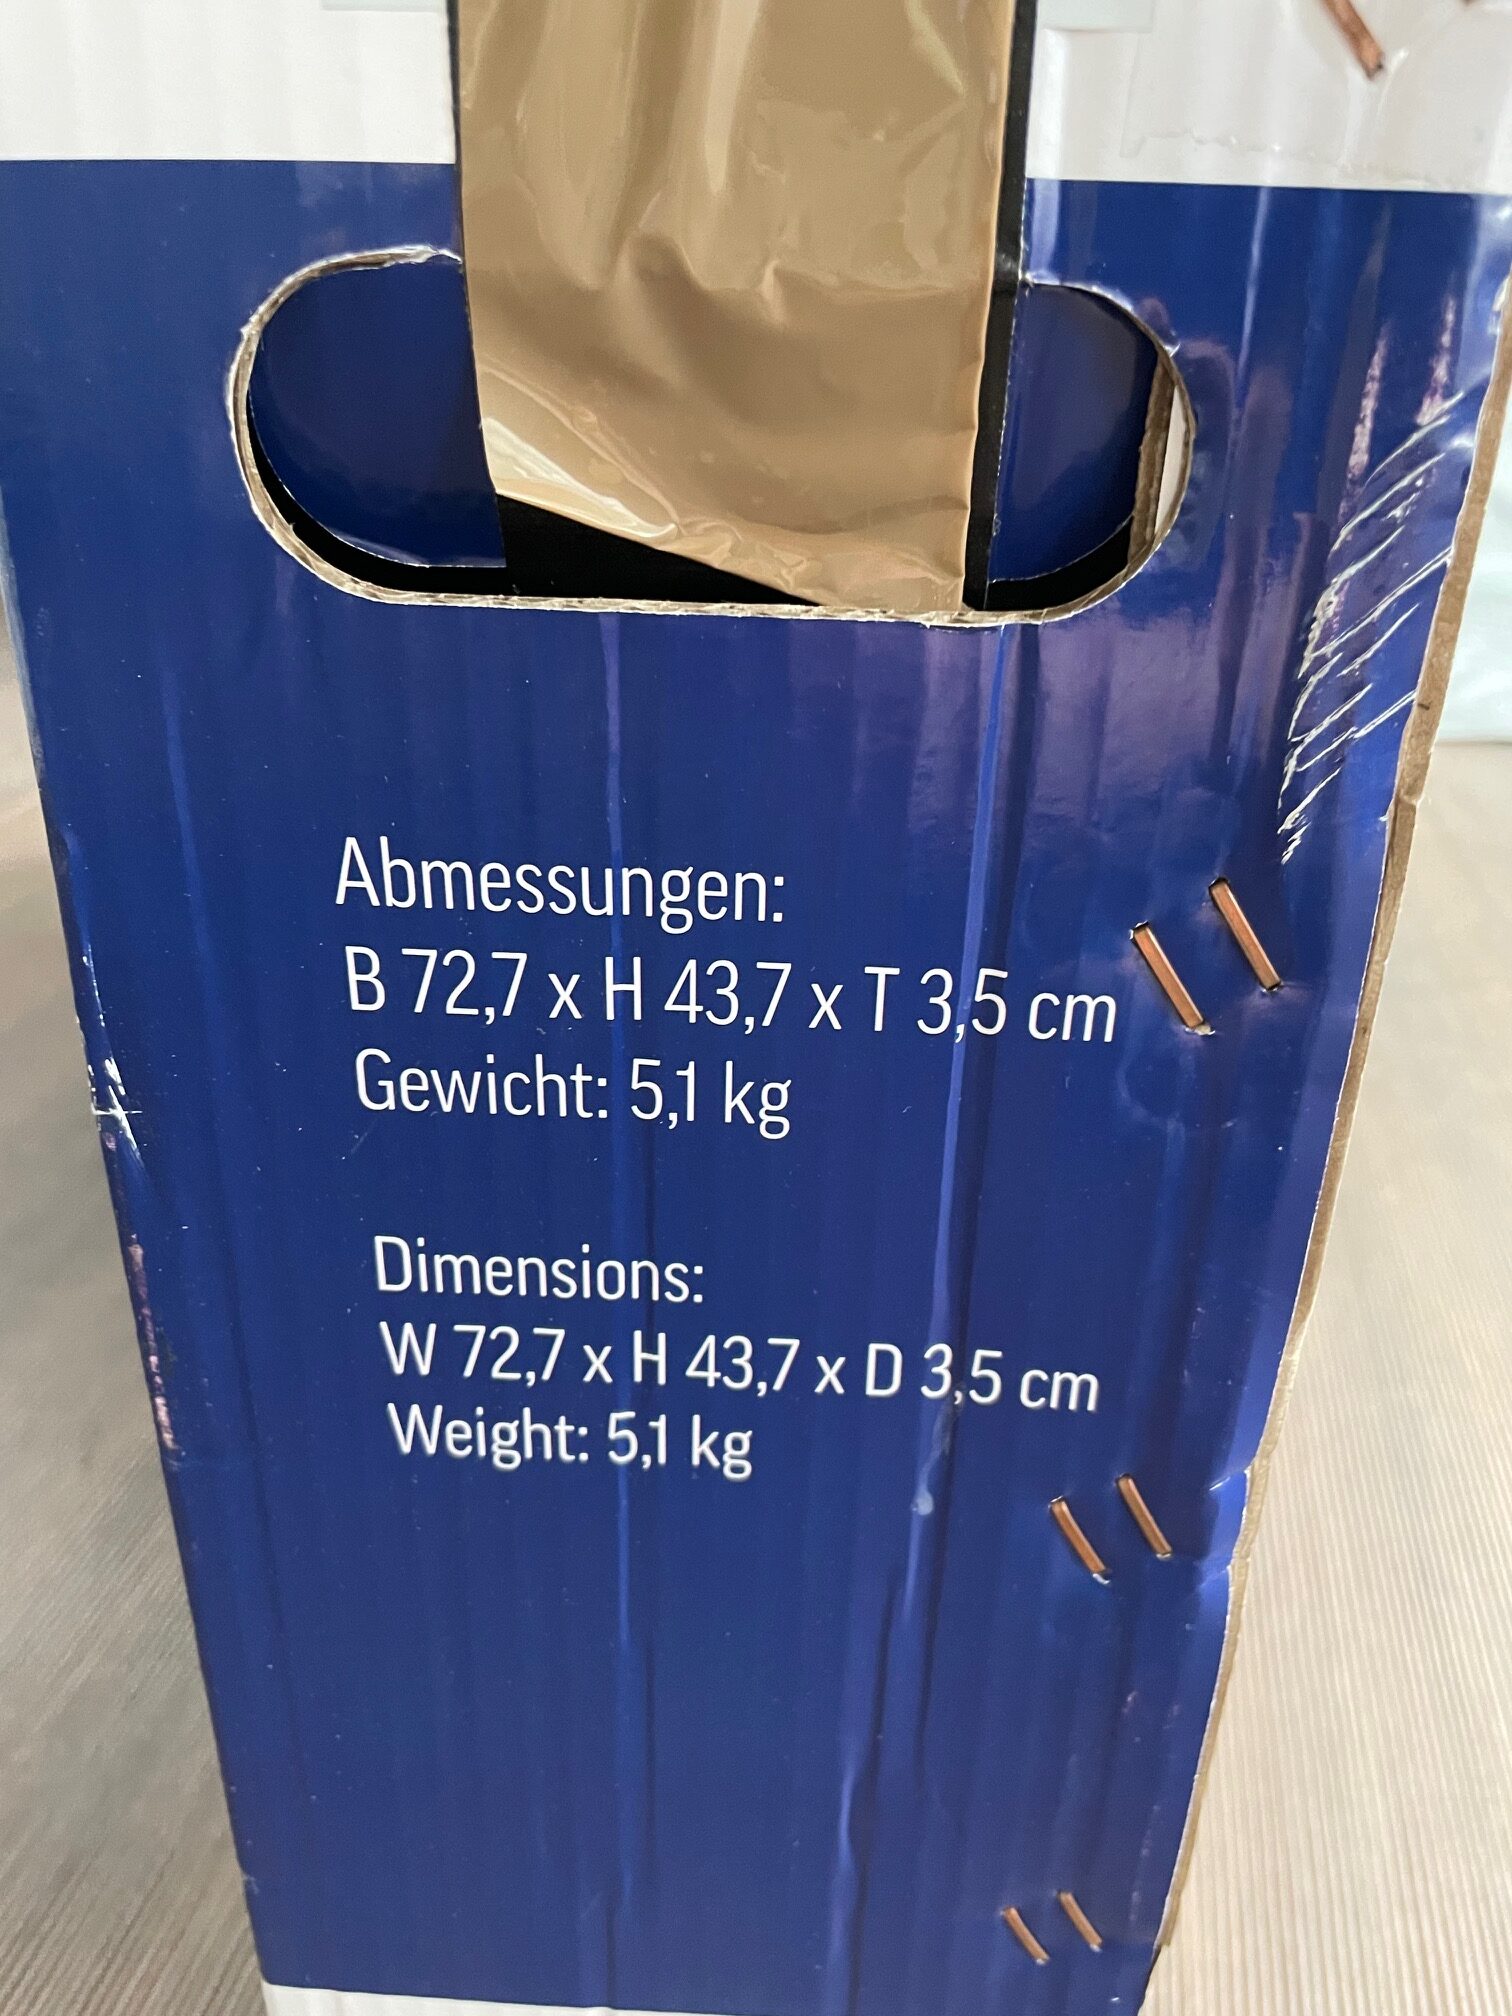 Abmessungen:
B 72,7 x H 43,7 x T 3,5 cm
Gewicht: 5,1 kg
Dimensions:
W 72,7 x H 43,7 x D 3,5 cm
Weight: 5,1 kg